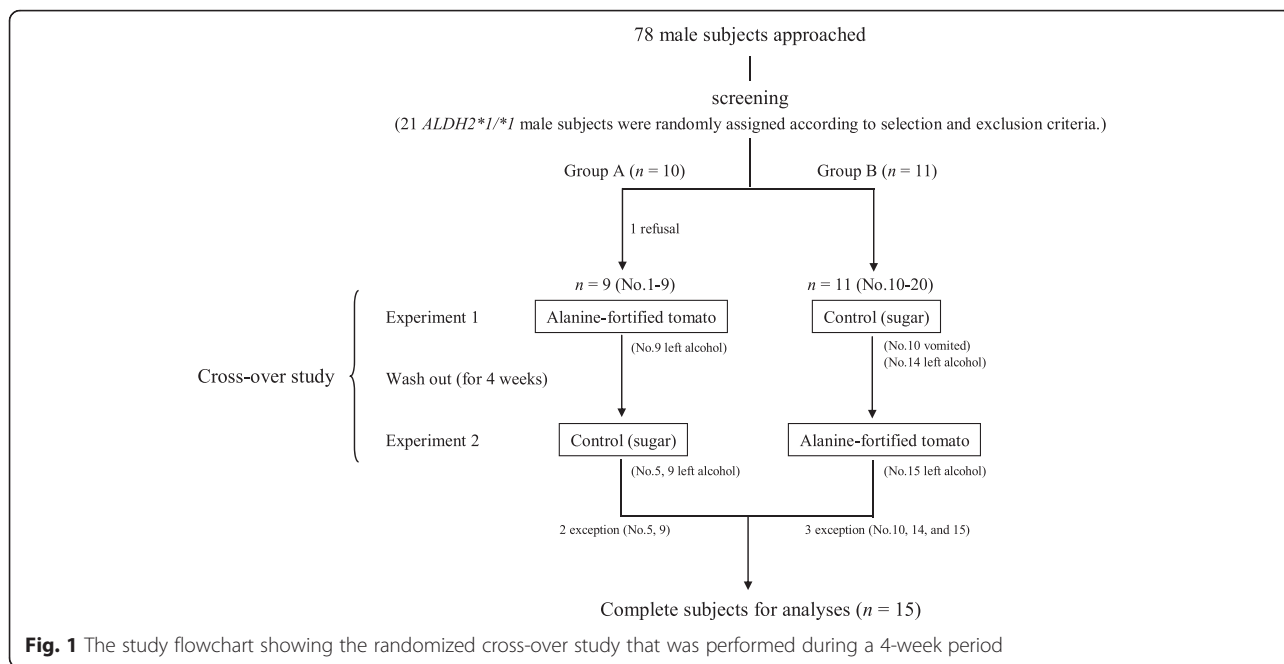 78 male subjects approached
screening
(21 ALDH2*1/*1 male subjects were randomly assigned according to selection and exclusion criteria.)
Group A (n = 10)
Group B (n = 11)
1 refusal
n = 9 (No.1-9)
n = 11 (No.10-20)
Experiment 1
Alanine-fortified tomato
Control (sugar)
(No.9 left alcohol)
(No.10 vomited)
(No.14 left alcohol)
Cross-over study
Wash out (for 4 weeks)
Experiment 2
Control (sugar)
Alanine-fortified tomato
(No.5, 9 left alcohol)
(No.15 left alcohol)
2 exception (No.5, 9)
3 exception (No.10, 14, and 15)
Complete subjects for analyses (n = 15)
Fig. 1 The study flowchart showing the randomized cross-over study that was performed during a 4-week period